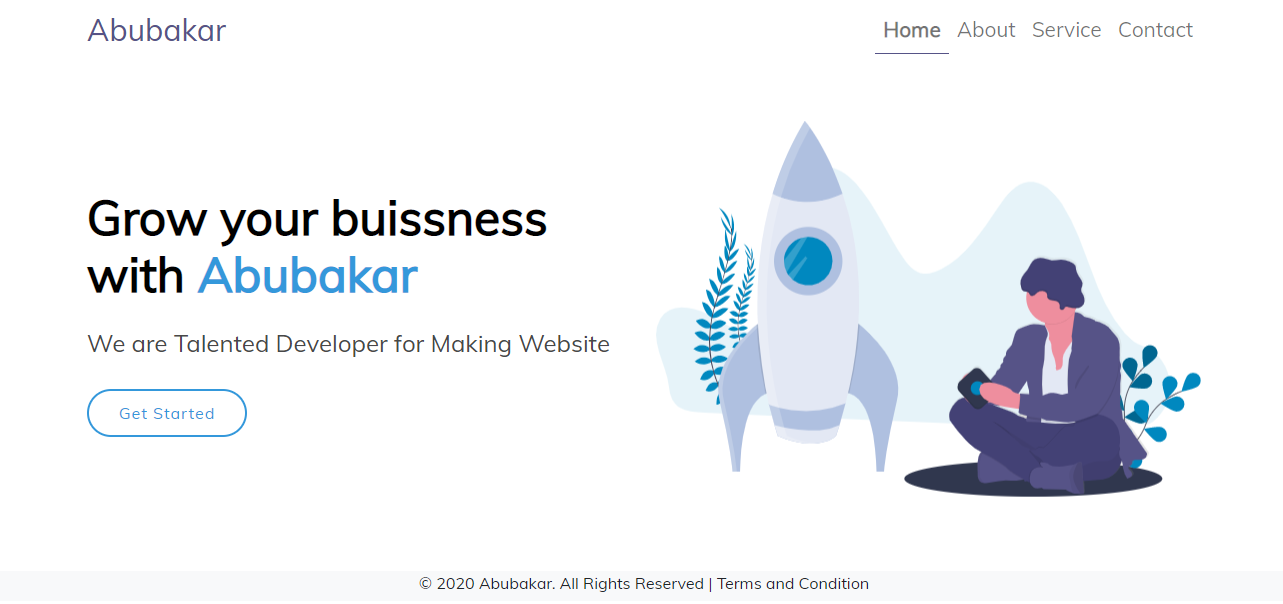 Abubakar
Home About Service Contact
Grow your buissness
with Abubakar
We are Talented Developer for Making Website
Get Started
© 2020 Abubakar. All Rights Reserved | Terms and Condition